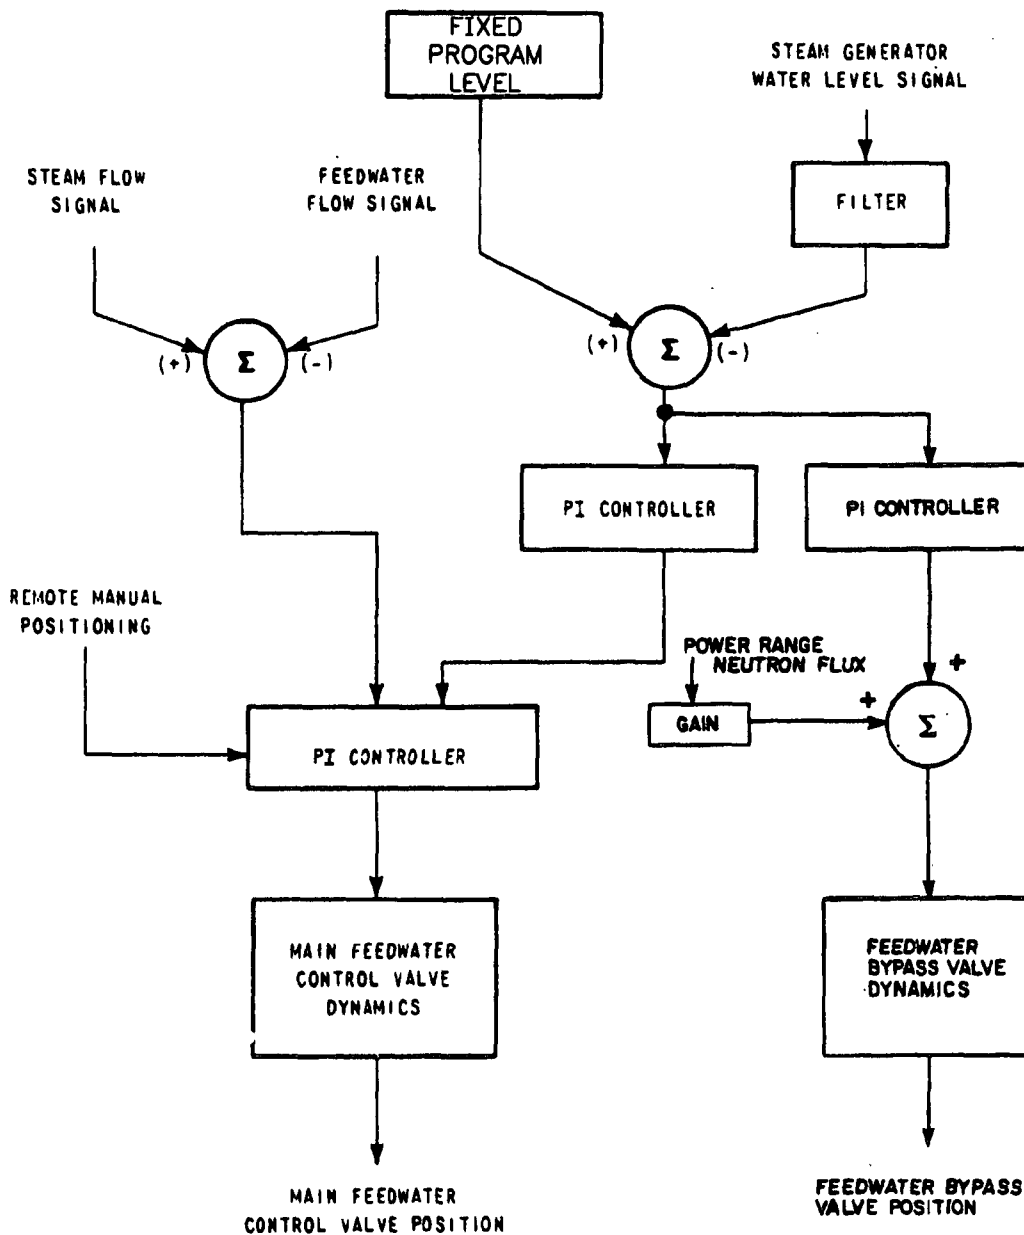 FIXED
PROGRAM
LEVEL
STEAM GENERATOR
WATER LEVEL SIGNAL
STEAM FLOW
SIGNAL
FEEDWATER
FLOW SIGNAL
FILTER
(+)
Σ
(-)
(+)
Σ
(-)
PI CONTROLLER
PI CONTROLLER
REMOTE MANUAL
POSITIONING
POWER RANGE
NEUTRON FLUX
+
+
GAIN
Σ
PI CONTROLLER
MAIN FEEDWATER
CONTROL VALVE
DYNAMICS
FEEDWATER
BYPASS VALVE
DYNAMICS
MAIN FEEDWATER
CONTROL VALVE POSITION
FEEDWATER BYPASS
VALVE POSITION